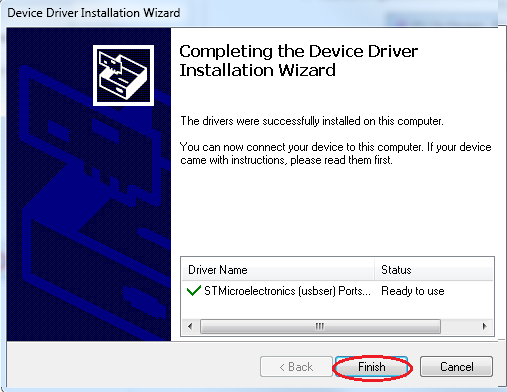 Device Driver Installation Wizard
Completing the Device Driver
Installation Wizard
The drivers were successfully installed on this computer.
You can now connect your device to this computer. If your device
came with instructions, please read them first.
Driver Name Status
STMicroelectronics (usbser) Ports... Ready to use
< Back Finish Cancel